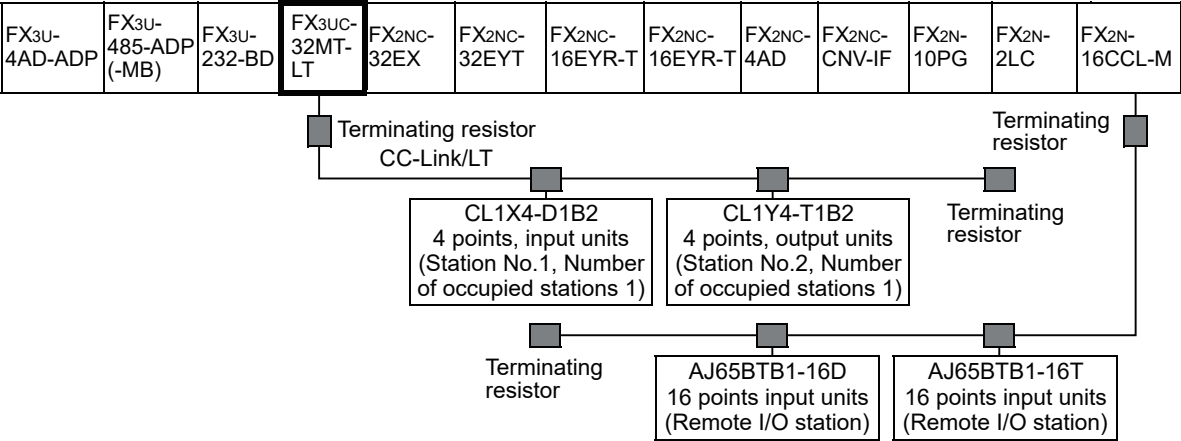 FX3U-
4AD-ADP
FX3U-
485-ADP
(-MB)
FX3U-
232-BD
FX3UC-
32MT-
LT
FX2NC-
32EX
FX2NC-
32EYT
FX2NC-
16EYR-T
FX2NC-
16EYR-T
FX2NC-
4AD
FX2NC-
CNV-IF
FX2N-
10PG
FX2N-
2LC
FX2N-
16CCL-M
Terminating resistor
CC-Link/LT
Terminating
resistor
CL1X4-D1B2
4 points, input units
(Station No.1, Number
of occupied stations 1)
CL1Y4-T1B2
4 points, output units
(Station No.2, Number
of occupied stations 1)
Terminating
resistor
Terminating
resistor
AJ65BTB1-16D
16 points input units
(Remote I/O station)
AJ65BTB1-16T
16 points input units
(Remote I/O station)